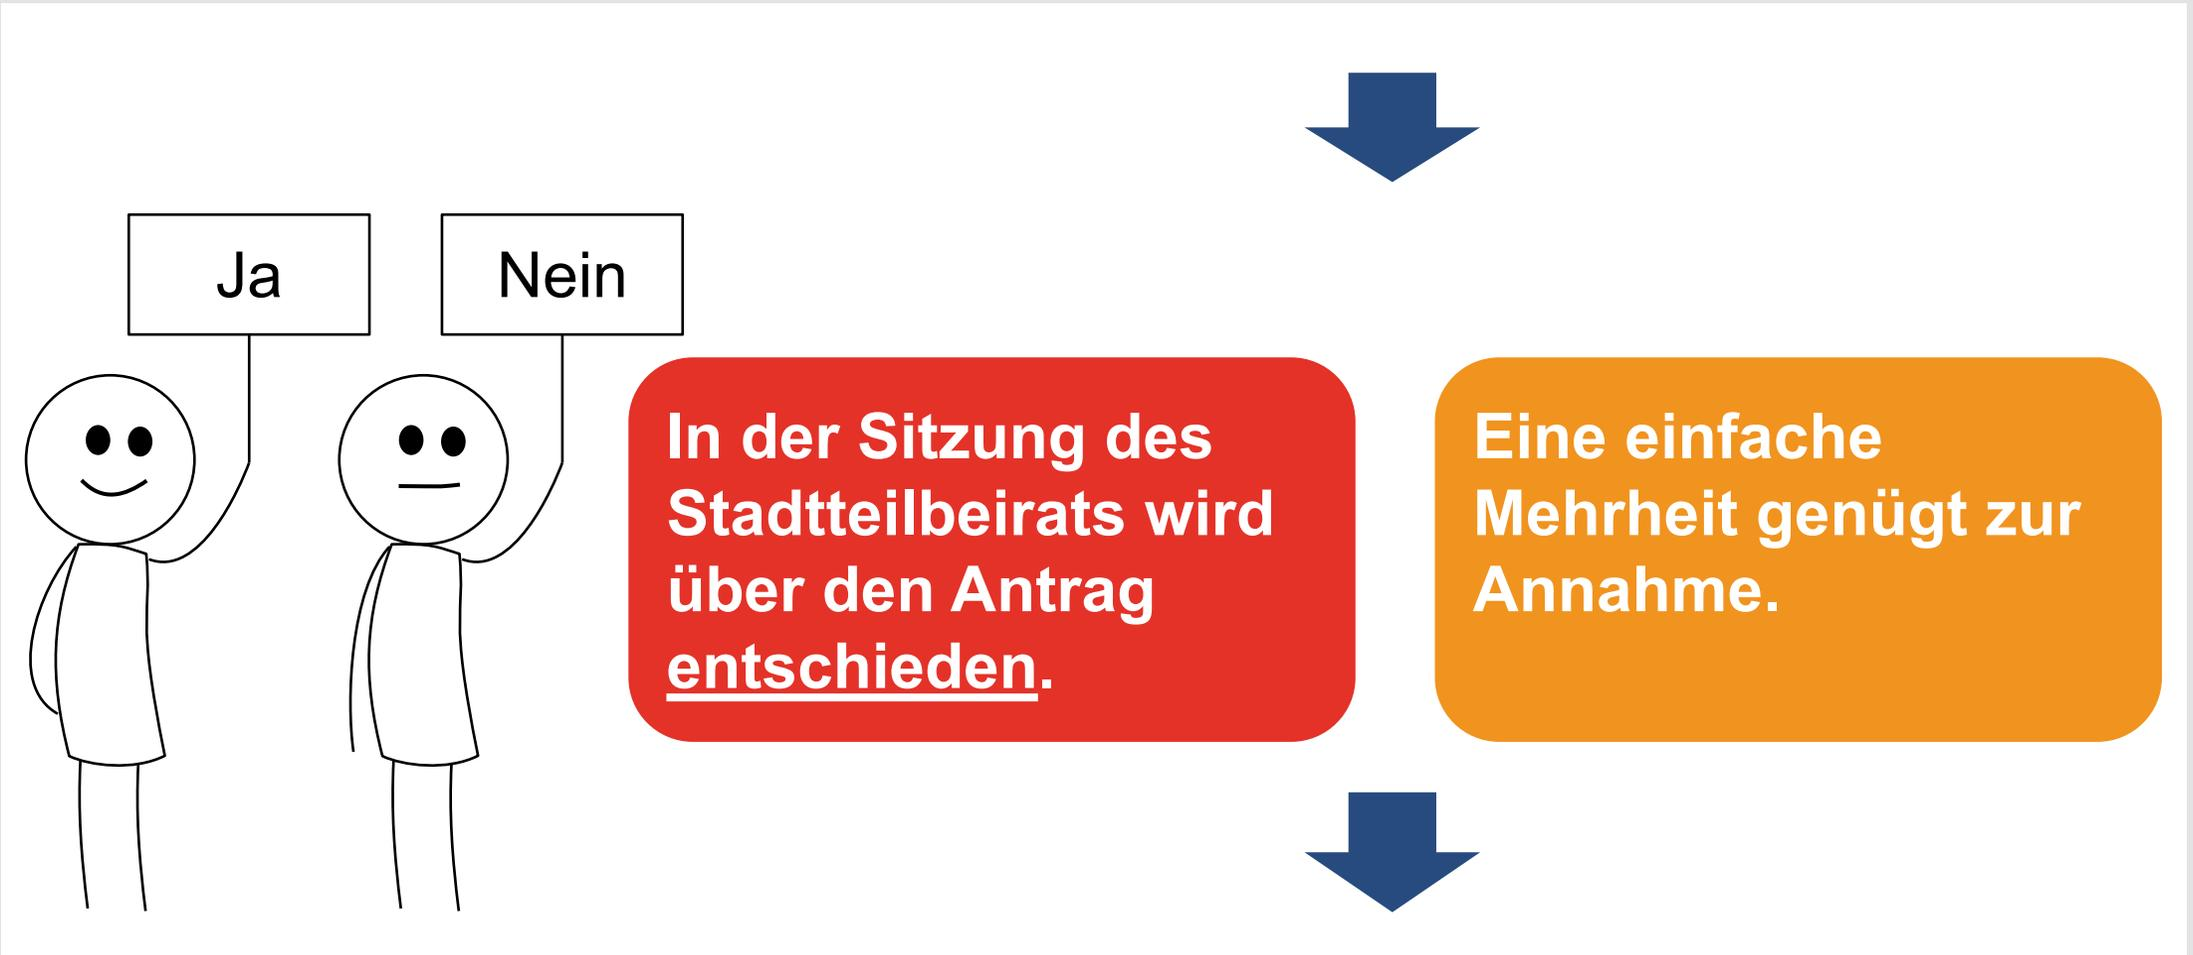 Ja
Nein
In der Sitzung des
Stadtteilbeirats wird
über den Antrag
entschieden.
Eine einfache
Mehrheit genügt zur
Annahme.